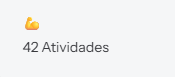 💪
42 Atividades